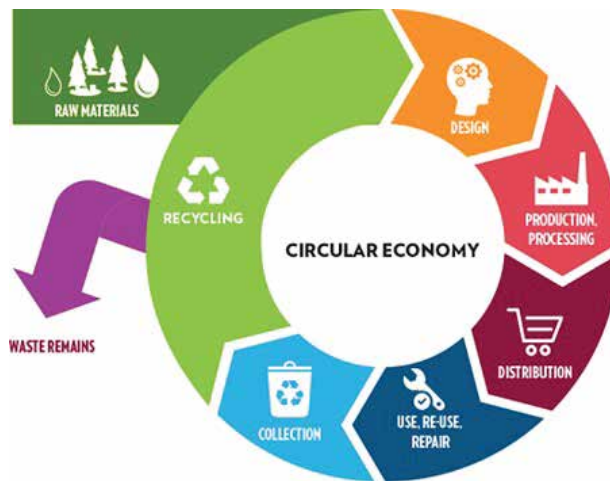 RAW MATERIALS
DESIGN
RECYCLING
PRODUCTION,
PROCESSING
CIRCULAR ECONOMY
WASTE REMAINS
DISTRIBUTION
USE, RE-USE,
REPAIR
COLLECTION